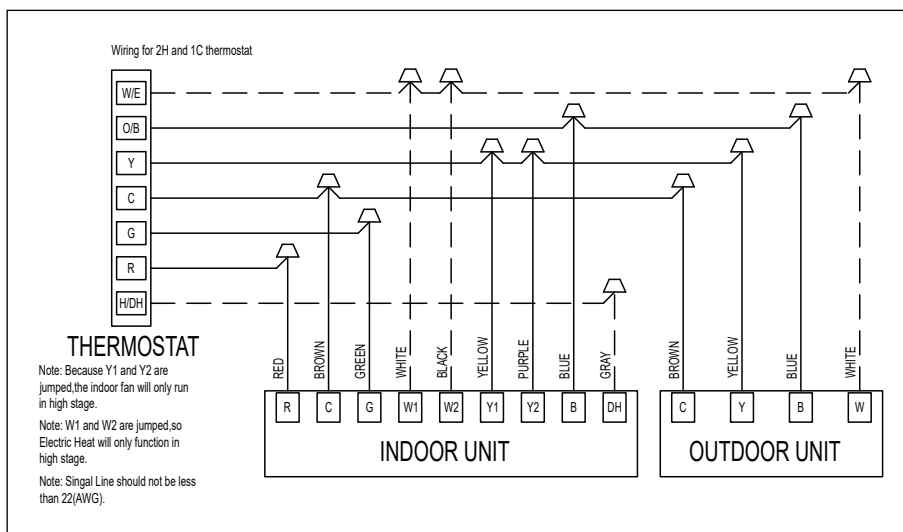 Wiring for 2H and 1C thermostat
W/E
O/B
Y
C
G
R
H/DH
THERMOSTAT
Note: Because Y1 and Y2 are
jumped,the indoor fan will only run
in high stage.
Note: W1 and W2 are jumped,so
Electric Heat will only function in
high stage.
Note: Singal Line should not be less
than 22(AWG).
RED BROWN GREEN WHITE BLACK YELLOW PURPLE BLUE GRAY
R C G W1 W2 Y1 Y2 B DH
INDOOR UNIT
BROWN YELLOW BLUE WHITE
C Y B W
OUTDOOR UNIT